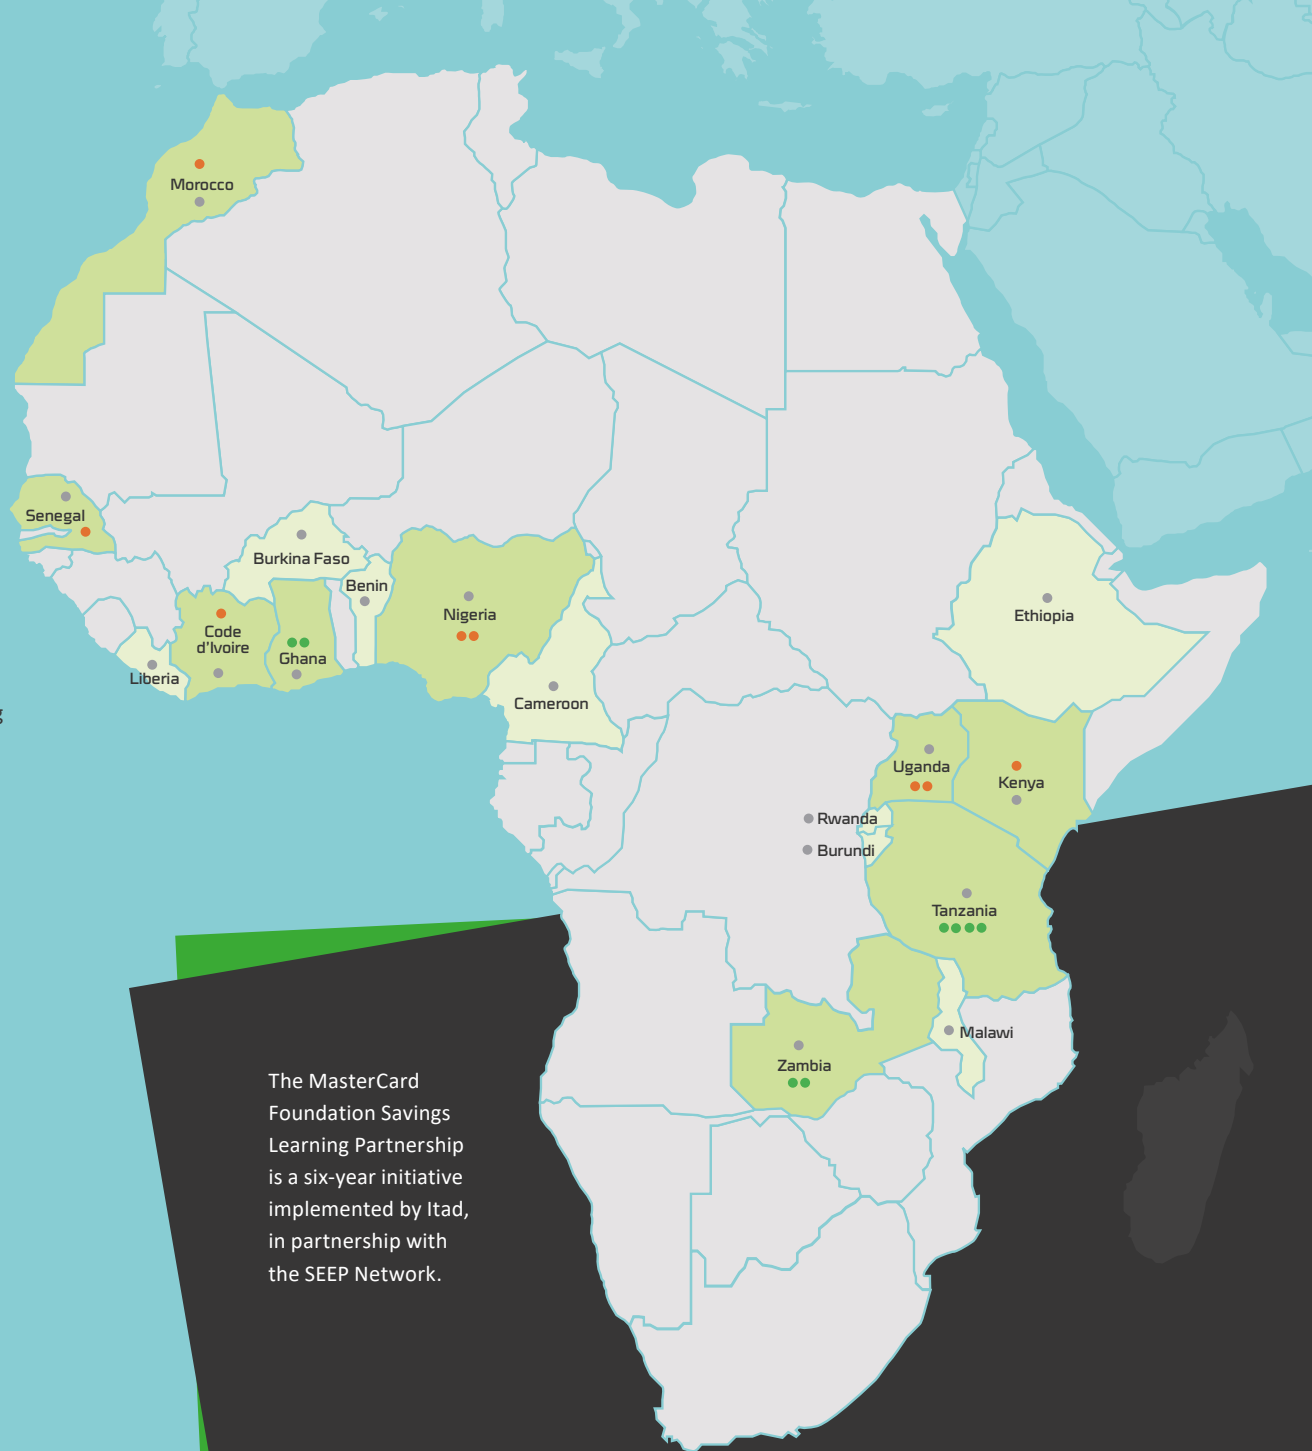 Morocco
Senegal
Burkina Faso
Benin
Nigeria
Code
d'Ivoire
Ghana
Liberia
Cameroon
Ethiopia
g
Uganda
Kenya
Rwanda
Burundi
Tanzania
Malawi
Zambia
The MasterCard
Foundation Savings
Learning Partnership
is a six-year initiative
implemented by Itad,
in partnership with
the SEEP Network.